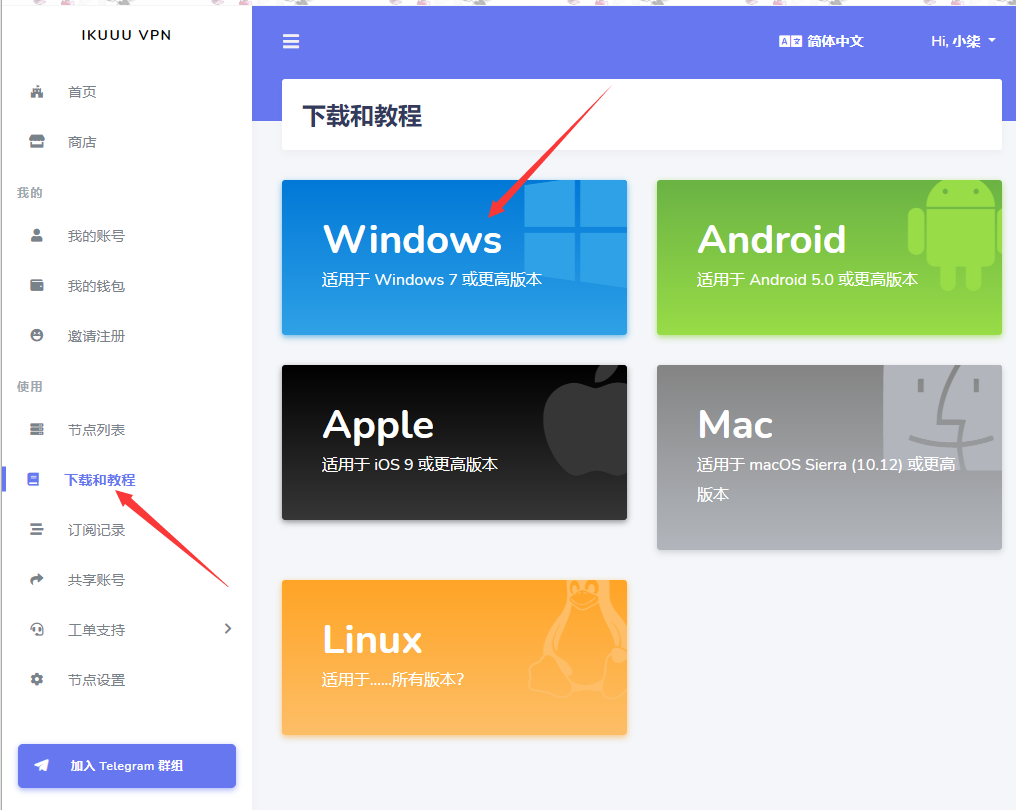 IKUUU VPN
首页
商店
我的
我的账号
我的钱包
邀请注册
使用
节点列表
下载和教程
订阅记录
共享账号
工单支持
节点设置
加入 Telegram 群组
简体中文
Hi, 小柒
下载和教程
Windows
适用于 Windows 7 或更高版本
Android
适用于 Android 5.0 或更高版本
Apple
适用于 iOS 9 或更高版本
Mac
适用于 macOS Sierra (10.12) 或更高
版本
Linux
适用于......所有版本?